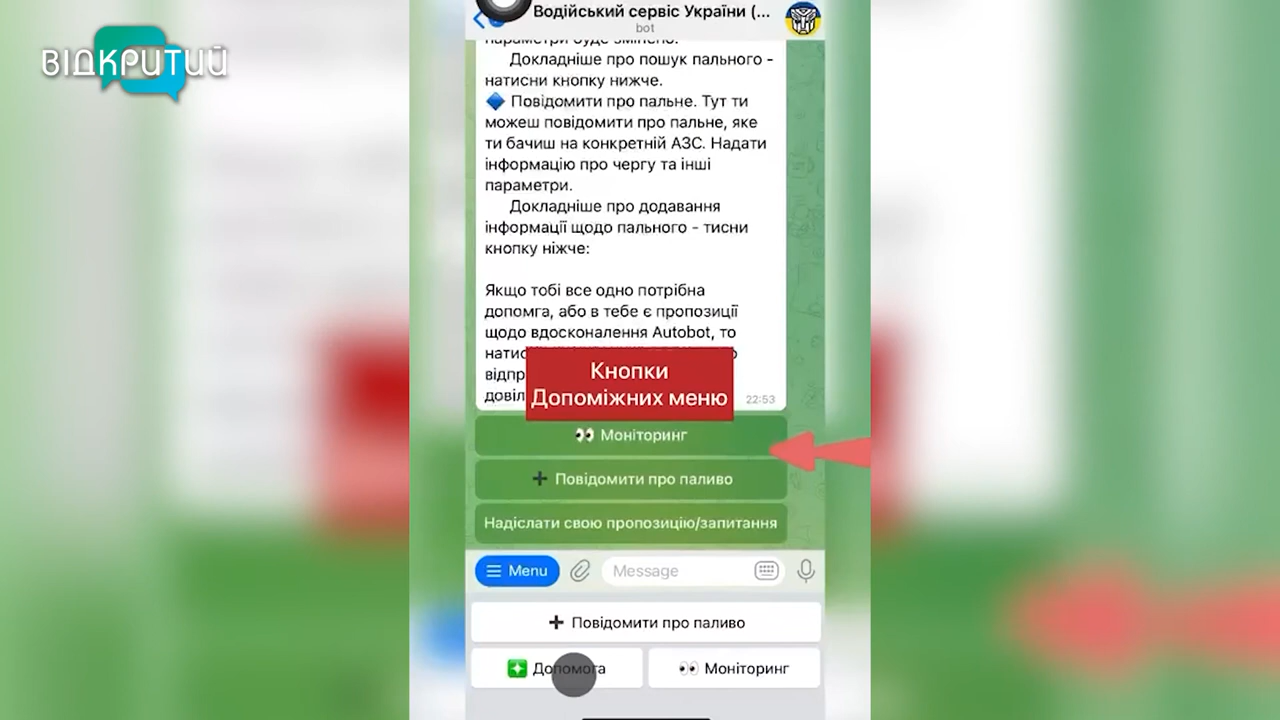 ВІДКРИТИЙ
Водійський сервіс України (...
bot
параметри буде змінено.
Докладніше про пошук пального -
натисни кнопку нижче.
Повідомити про пальне. Тут ти
можеш повідомити про пальне, яке
ти бачиш на конкретній АЗС. Надати
інформацію про чергу та інші
параметри.
Докладніше про додавання
інформації щодо пального - тисни
кнопку ніжче:
Якщо тобі все одно потрібна
допомга, або в тебе є пропозиції
щодо вдосконалення Autobot, то
Кнопки
Допоміжних меню
22:53
Моніторинг
Повідомити про паливо
Надіслати свою пропозицію/запитання
Menu
Message
Повідомити про паливо
Допомога
Моніторинг